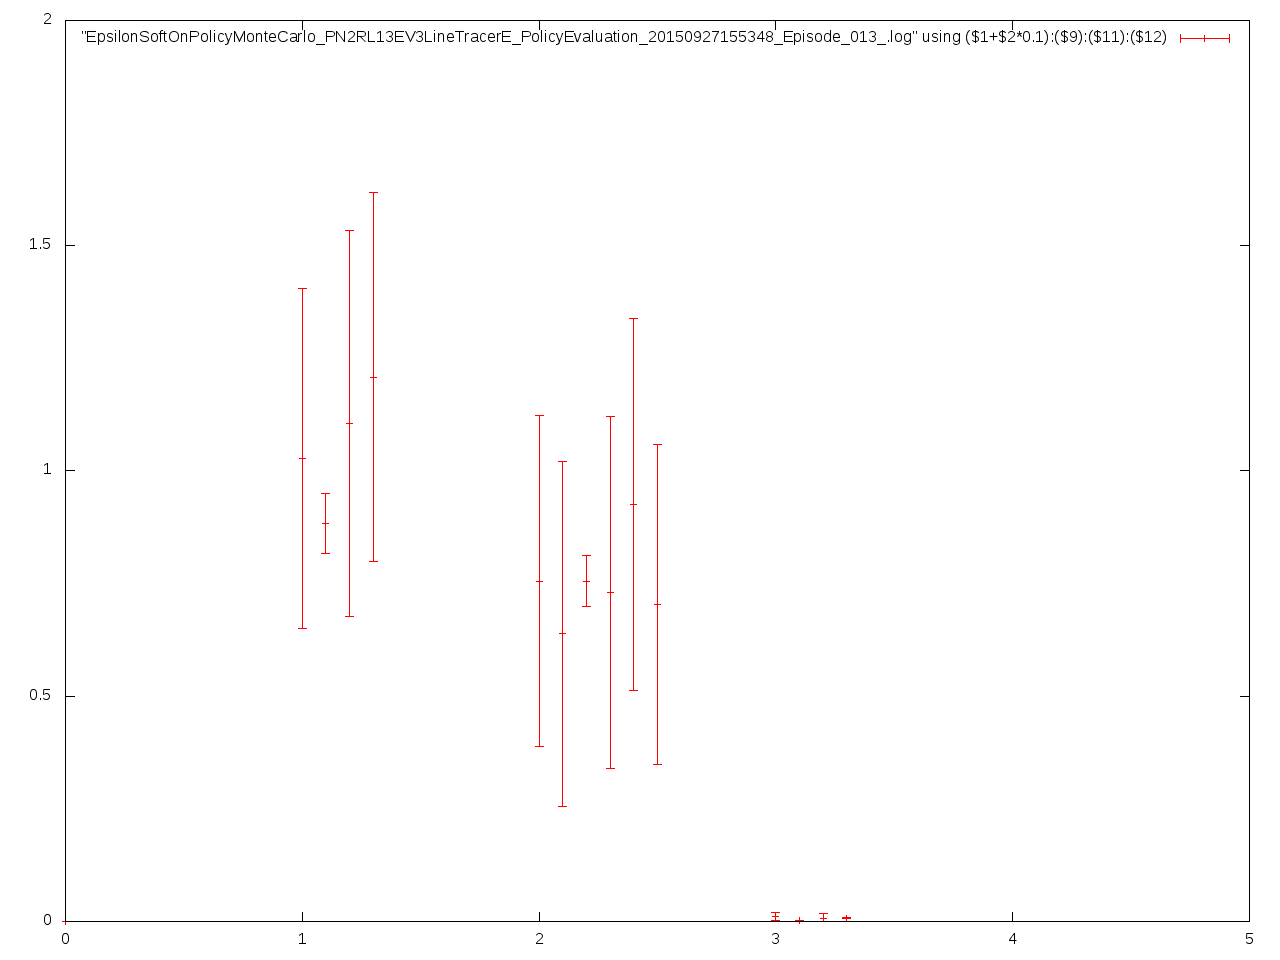 2
"EpsilonSoftOnPolicyMonteCarlo_PN2RL13EV3LineTracerE_PolicyEvaluation_20150927155348_Episode_013_.log" using ($1+$2*0.1):($9):($11):($12)
1.5
1
0.5
0
0 1 2 3 4 5